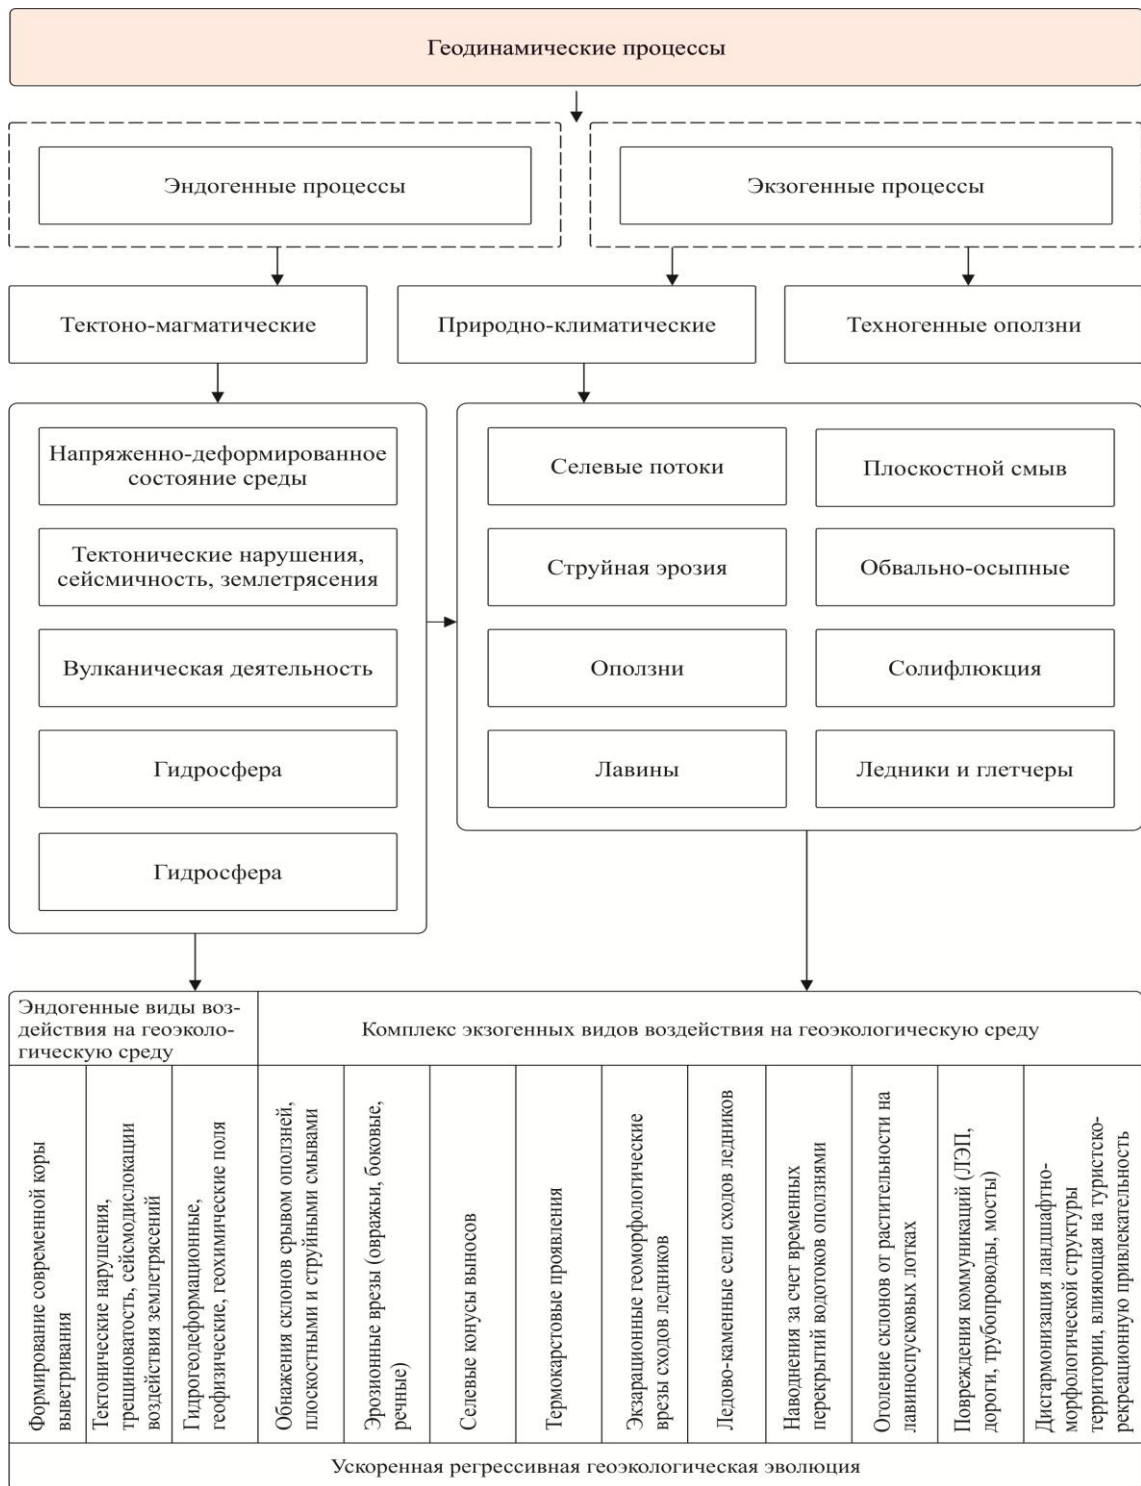 Геодинамические процессы
Эндогенные процессы
Экзогенные процессы
Тектоно-магматические
Природно-климатические
Техногенные оползни
Напряженно-деформированное
состояние среды
Тектонические нарушения,
сейсмичность, землетрясения
Вулканическая деятельность
Гидросфера
Гидросфера
Селевые потоки
Плоскостной смыв
Струйная эрозия
Обвально-осыпные
Оползни
Солифлюкция
Лавины
Ледники и глетчеры
Эндогенные виды воз-
действия на геоэколо-
гическую среду
Комплекс экзогенных видов воздействия на геоэкологическую среду
Формирование современной коры
выветривания
Тектонические нарушения,
трещиноватость, сейсмодислокации
воздействия землетрясений
Гидрогеодеформационные,
геофизические, геохимические поля
Обнажения склонов срывом оползней,
плоскостными и струйными смывами
Эрозионные врезы (овражьи, боковые,
речные)
Селевые конусы выносов
Термокарстовые проявления
Экзарационные геоморфологические
врезы сходов ледников
Ледово-каменные сели сходов ледников
Наводнения за счет временных
перекрытий водотоков оползнями
Оголение склонов от растительности на
лавиноспусковых лотках
Повреждения коммуникаций (ЛЭП,
дороги, трубопроводы, мосты)
Дисгармонизация ландшафтно-
морфологической структуры
территории, влияющая на туристско-
рекреационную привлекательность
Ускоренная регрессивная геоэкологическая эволюция